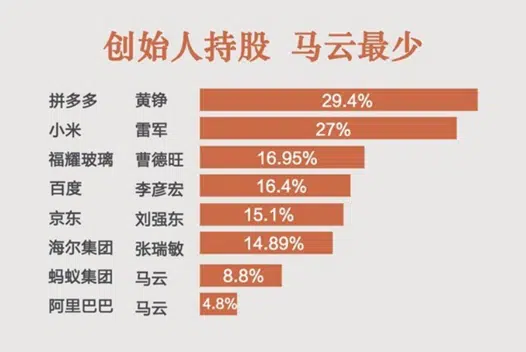 创始人持股 马云最少
拼多多 黄铮 29.4%
小米 雷军 27%
福耀玻璃 曹德旺 16.95%
百度 李彦宏 16.4%
京东 刘强东 15.1%
海尔集团 张瑞敏 14.89%
蚂蚁集团 马云 8.8%
阿里巴巴 马云 4.8%